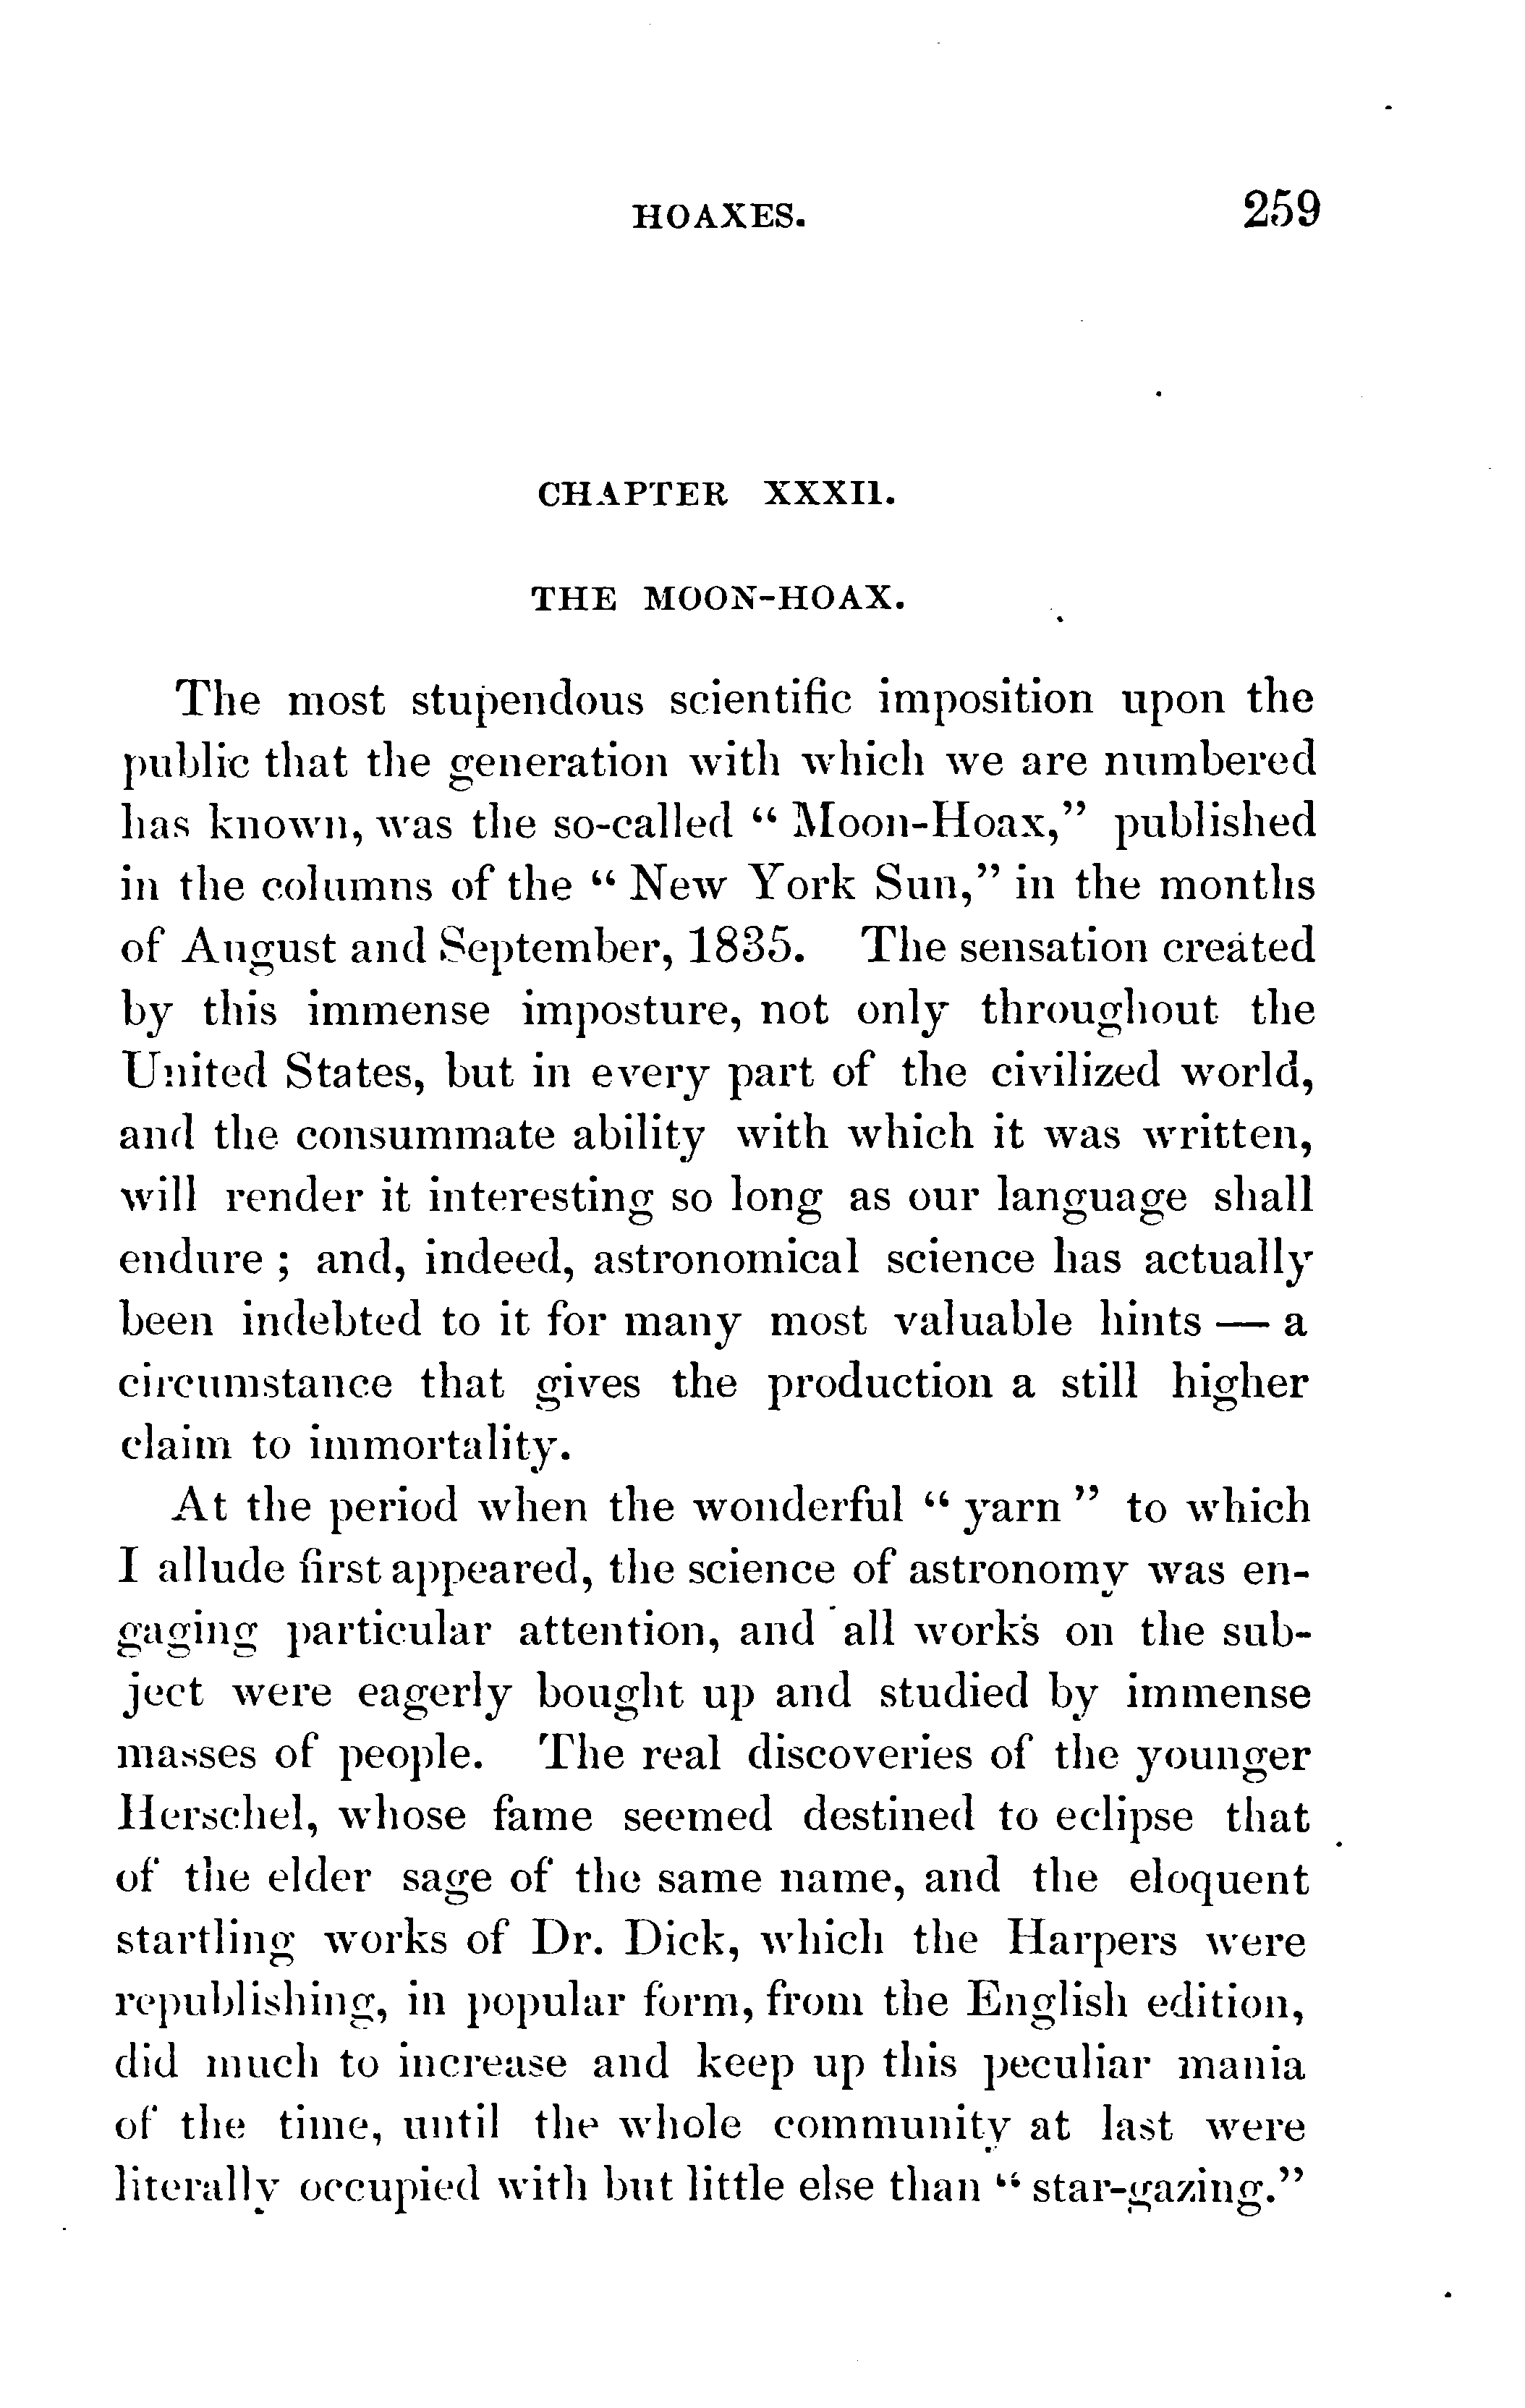 HOAXES. 259
CHAPTER XXXII.
THE MOON-HOAX.
The most stupendous scientific imposition upon the
public that the generation with which we are numbered
has known, was the so-called “ Moon-Hoax,” published
in the columns of the “ New York Sun,” in the months
of August and September, 1835. The sensation created
by this immense imposture, not only throughout the
United States, but in every part of the civilized world,
and the consummate ability with which it was written,
will render it interesting so long as our language shall
endure ; and, indeed, astronomical science has actually
been indebted to it for many most valuable hints — a
circumstance that gives the production a still higher
claim to immortality.
At the period when the wonderful “ yarn ” to which
I allude first appeared, the science of astronomy was en-
gaging particular attention, and all works on the sub-
ject were eagerly bought up and studied by immense
masses of people. The real discoveries of the younger
Herschel, whose fame seemed destined to eclipse that
of the elder sage of the same name, and the eloquent
startling works of Dr. Dick, which the Harpers were
republishing, in popular form, from the English edition,
did much to increase and keep up this peculiar mania
of the time, until the whole community at last were
literally occupied with but little else than “ star-gazing.”